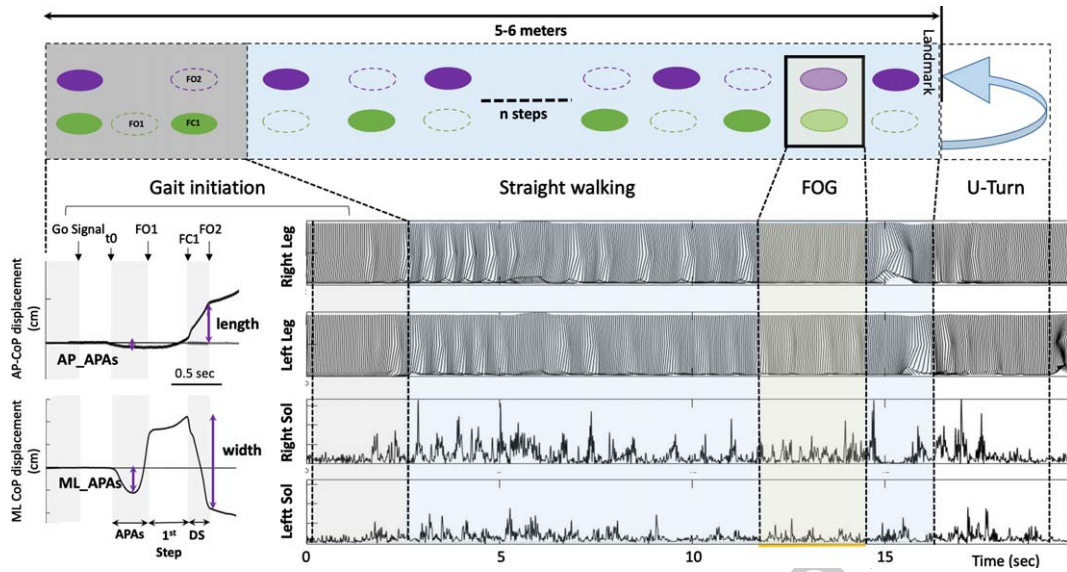 5-6 meters
Landmark
FO2
FO1
FC1
n steps
Gait initiation
Straight walking
FOG
U-Turn
Go Signal
t0
FO1
FC1
FO2
AP-CoP displacement
(cm)
length
AP_APAs
0.5 sec
ML CoP displacement
(cm)
width
ML_APAs
APAs
1st
Step
DS
Right Leg
Left Leg
Right Sol
Leftt Sol
0
5
10
15
Time (sec)